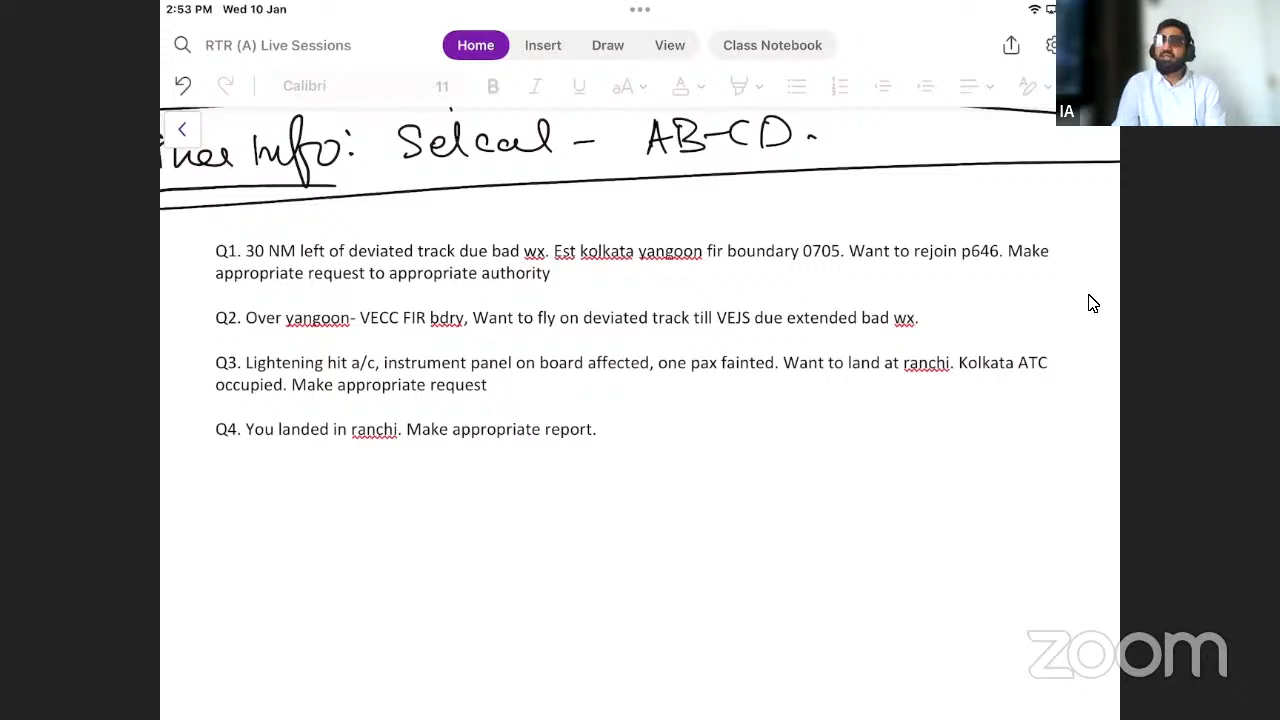 2:53 PM Wed 10 Jan
RTR (A) Live Sessions
Home Insert Draw View Class Notebook
Calibri 11 B I U aA A
IA
Info: Selcal - AB-CD.
Q1. 30 NM left of deviated track due bad wx. Est kolkata yangoon fir boundary 0705. Want to rejoin p646. Make
appropriate request to appropriate authority
Q2. Over yangoon- VECC FIR bdry, Want to fly on deviated track till VEJS due extended bad wx.
Q3. Lightening hit a/c, instrument panel on board affected, one pax fainted. Want to land at ranchi. Kolkata ATC
occupied. Make appropriate request
Q4. You landed in ranchi. Make appropriate report.
zoom